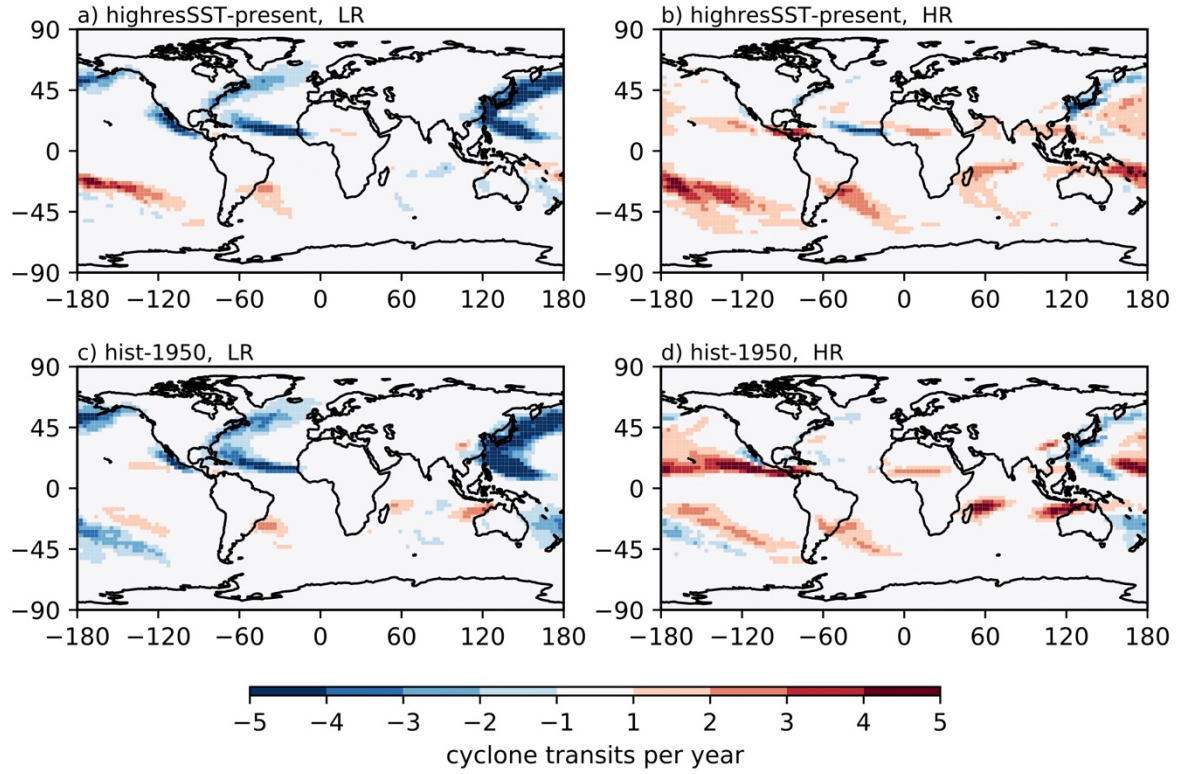 a) highresSST-present, LR
b) highresSST-present, HR
90
45
0
−45
−90
−180 −120 −60 0 60 120 180
90
45
0
−45
−90
−180 −120 −60 0 60 120 180
c) hist-1950, LR
d) hist-1950, HR
90
45
0
−45
−90
−180 −120 −60 0 60 120 180
90
45
0
−45
−90
−180 −120 −60 0 60 120 180
−5 −4 −3 −2 −1 1 2 3 4 5
cyclone transits per year